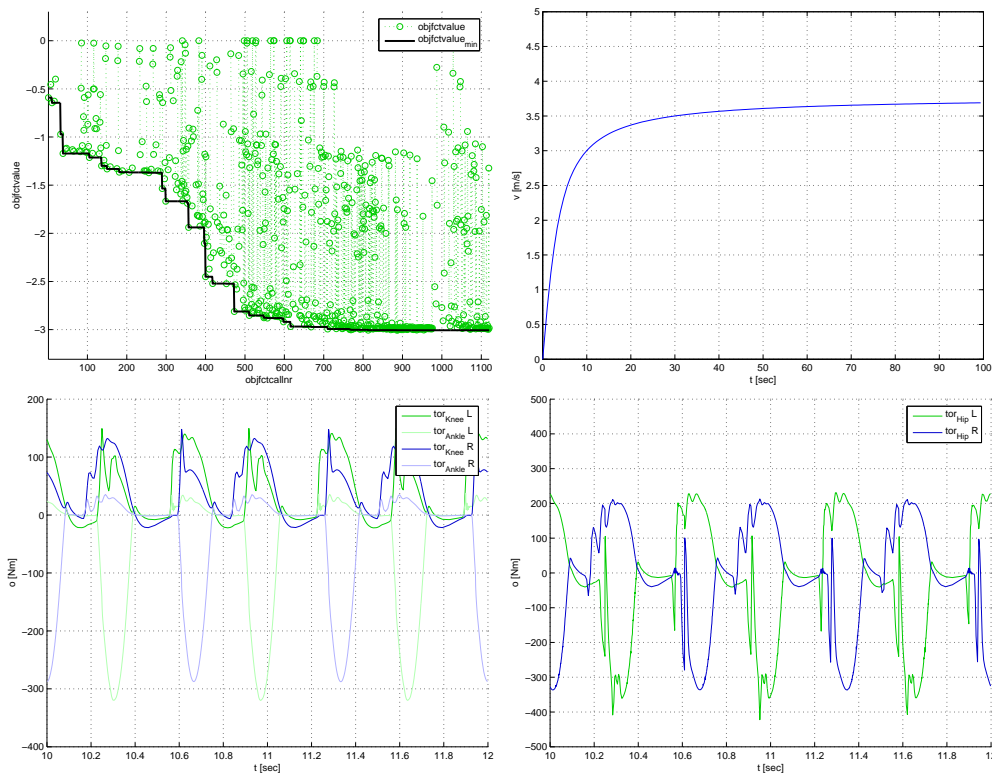 objfctvalue
objfctvalue_min
0
−0.5
−1
−1.5
−2
−2.5
−3
objfctvalue
100 200 300 400 500 600 700 800 900 1000 1100
objfctcallnr
5
4.5
4
3.5
3
2.5
2
1.5
1
0.5
0
v [m/s]
0 10 20 30 40 50 60 70 80 90 100
t [sec]
200
150
100
50
0
−100
−200
−300
−400
o [Nm]
tor_Knee L
tor_Ankle L
tor_Knee R
tor_Ankle R
10 10.2 10.4 10.6 10.8 11 11.2 11.4 11.6 11.8 12
t [sec]
500
400
300
200
100
0
−100
−200
−300
−400
−500
o [Nm]
tor_Hip L
tor_Hip R
10 10.2 10.4 10.6 10.8 11 11.2 11.4 11.6 11.8 12
t [sec]